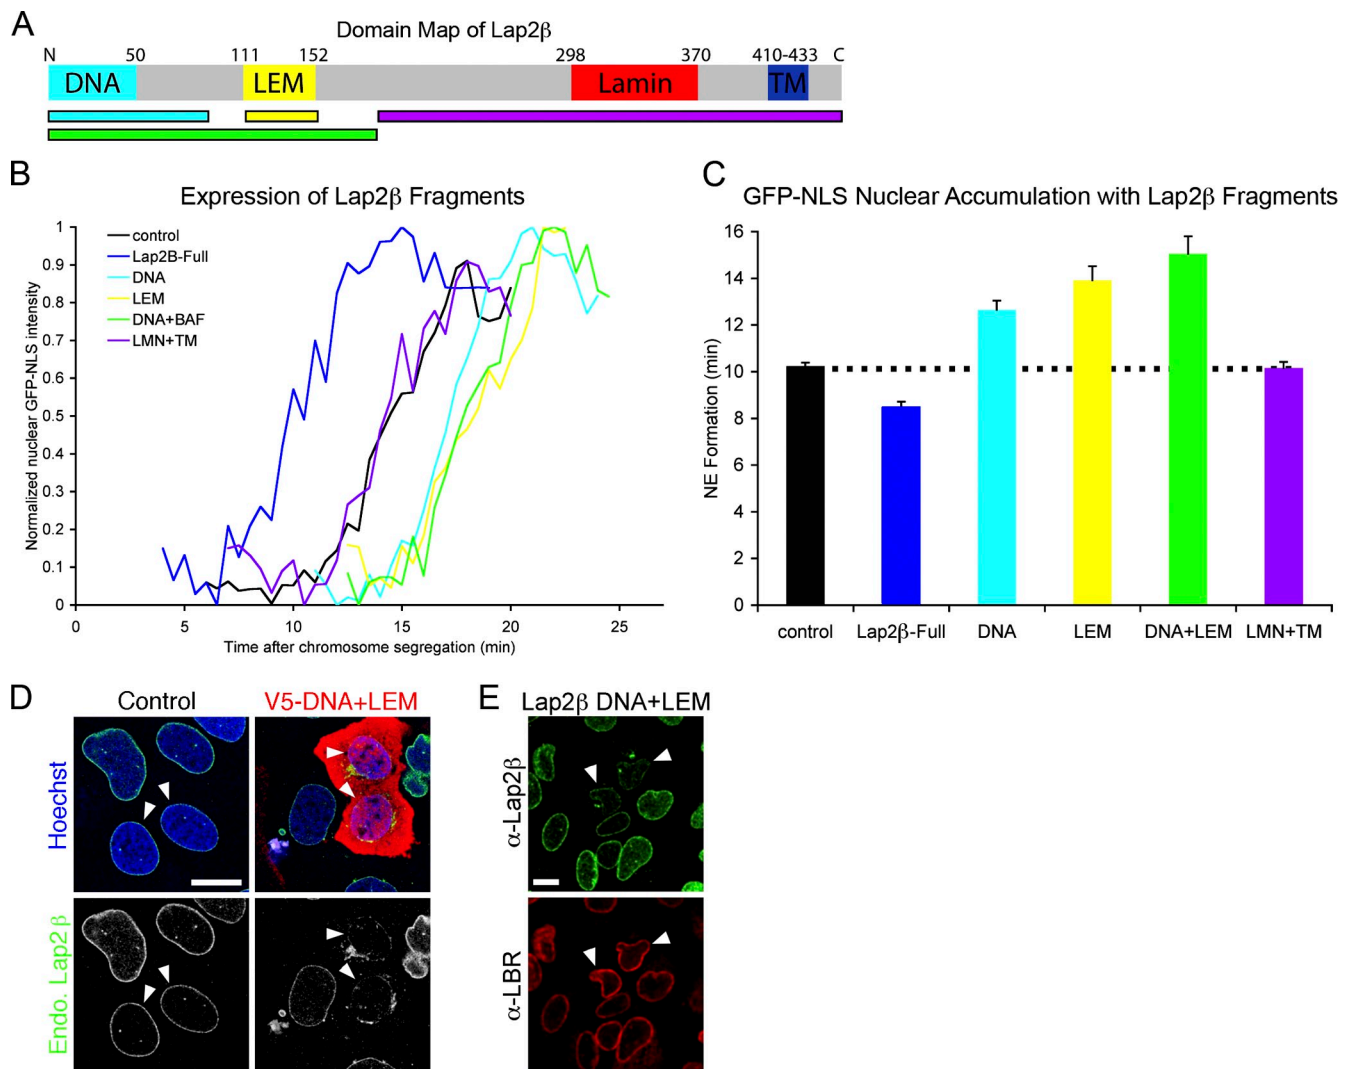 A
Domain Map of Lap2β
N 50 111 152 298 370 410-433 C
DNA LEM Lamin TM
B
Expression of Lap2β Fragments
control
Lap2B-Full
DNA
LEM
DNA+BAF
LMN+TM
Normalized nuclear GFP-NLS intensity
1
0.9
0.8
0.7
0.6
0.5
0.4
0.3
0.2
0.1
0
0 5 10 15 20 25
Time after chromosome segregation (min)
C
GFP-NLS Nuclear Accumulation with Lap2β Fragments
NE Formation (min)
16
14
12
10
8
6
4
2
0
control Lap2β-Full DNA LEM DNA+LEM LMN+TM
D
Control V5-DNA+LEM
Hoechst
Endo. Lap2β
E
Lap2β DNA+LEM
α-Lap2β
α-LBR